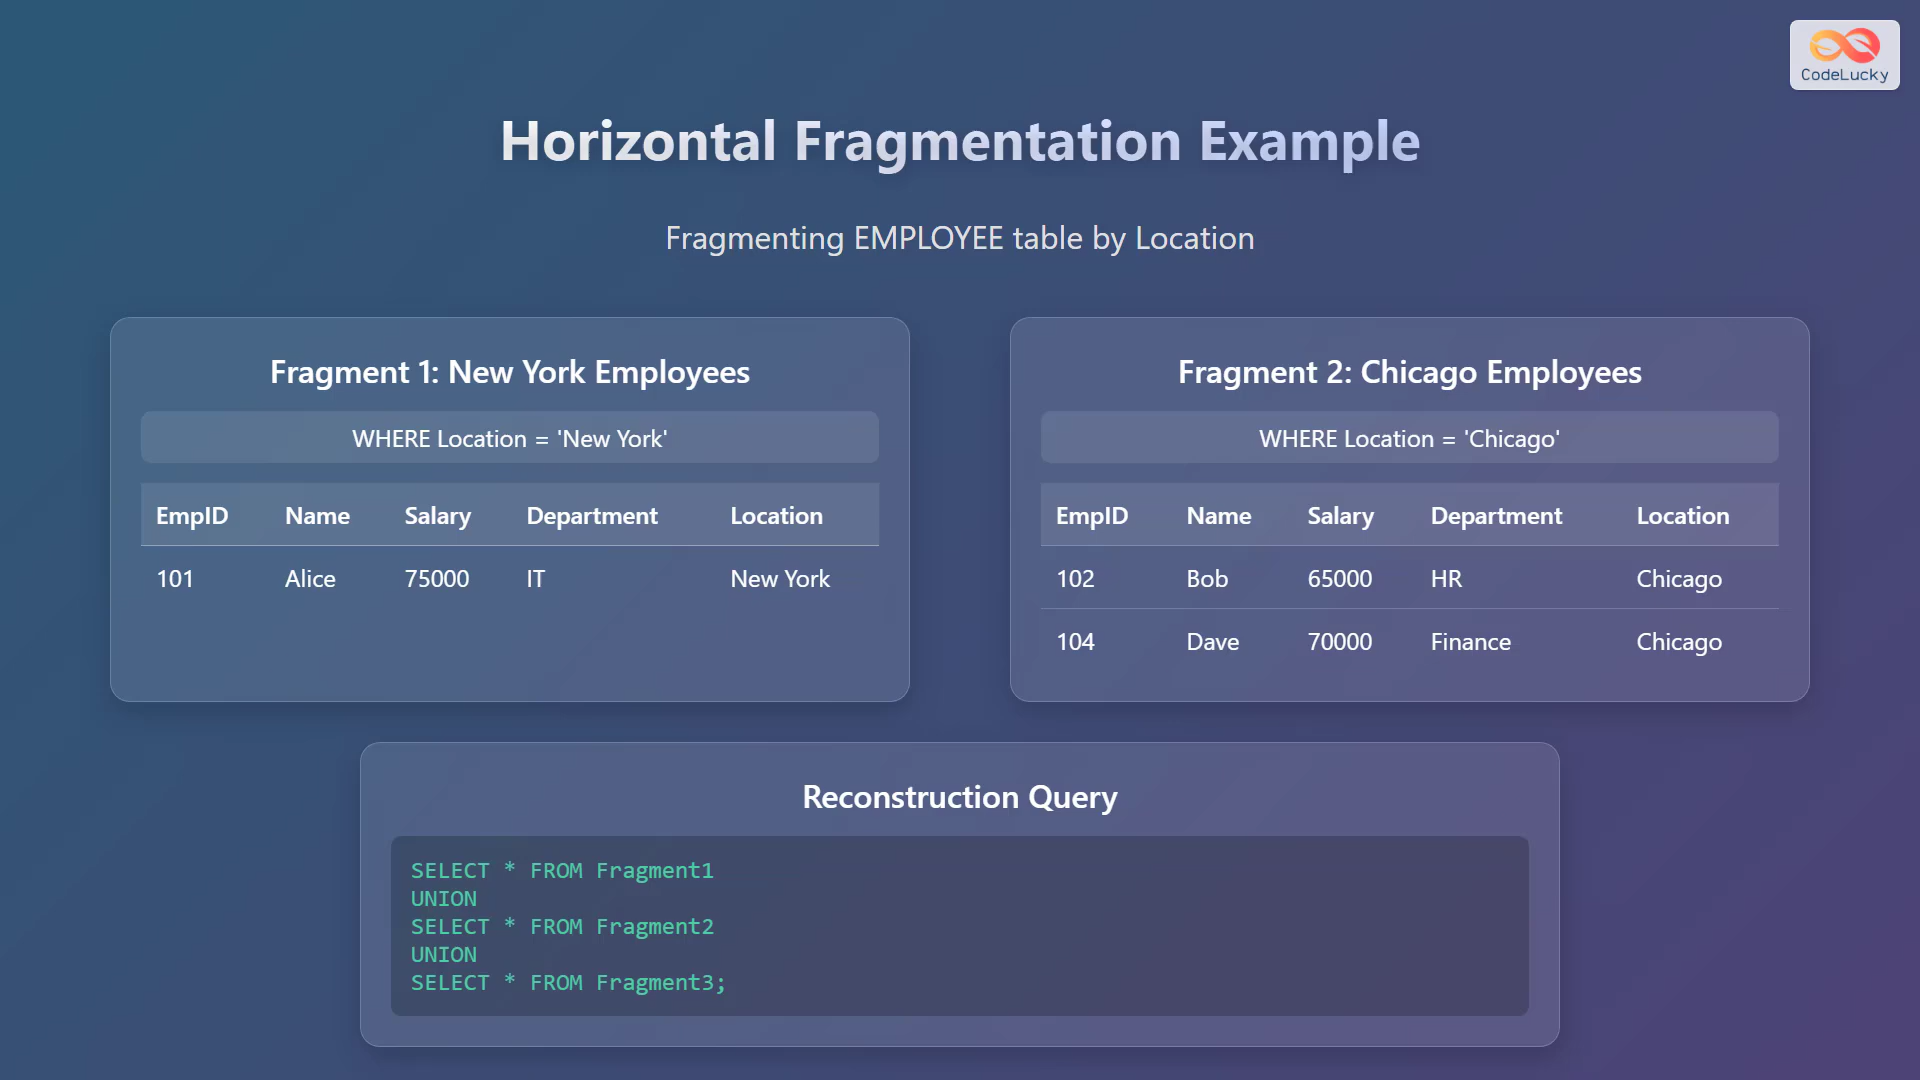 CodeLucky
Horizontal Fragmentation Example
Fragmenting EMPLOYEE table by Location
Fragment 1: New York Employees
WHERE Location = 'New York'
EmpID Name Salary Department Location
101 Alice 75000 IT New York
Fragment 2: Chicago Employees
WHERE Location = 'Chicago'
EmpID Name Salary Department Location
102 Bob 65000 HR Chicago
104 Dave 70000 Finance Chicago
Reconstruction Query
SELECT * FROM Fragment1
UNION
SELECT * FROM Fragment2
UNION
SELECT * FROM Fragment3;